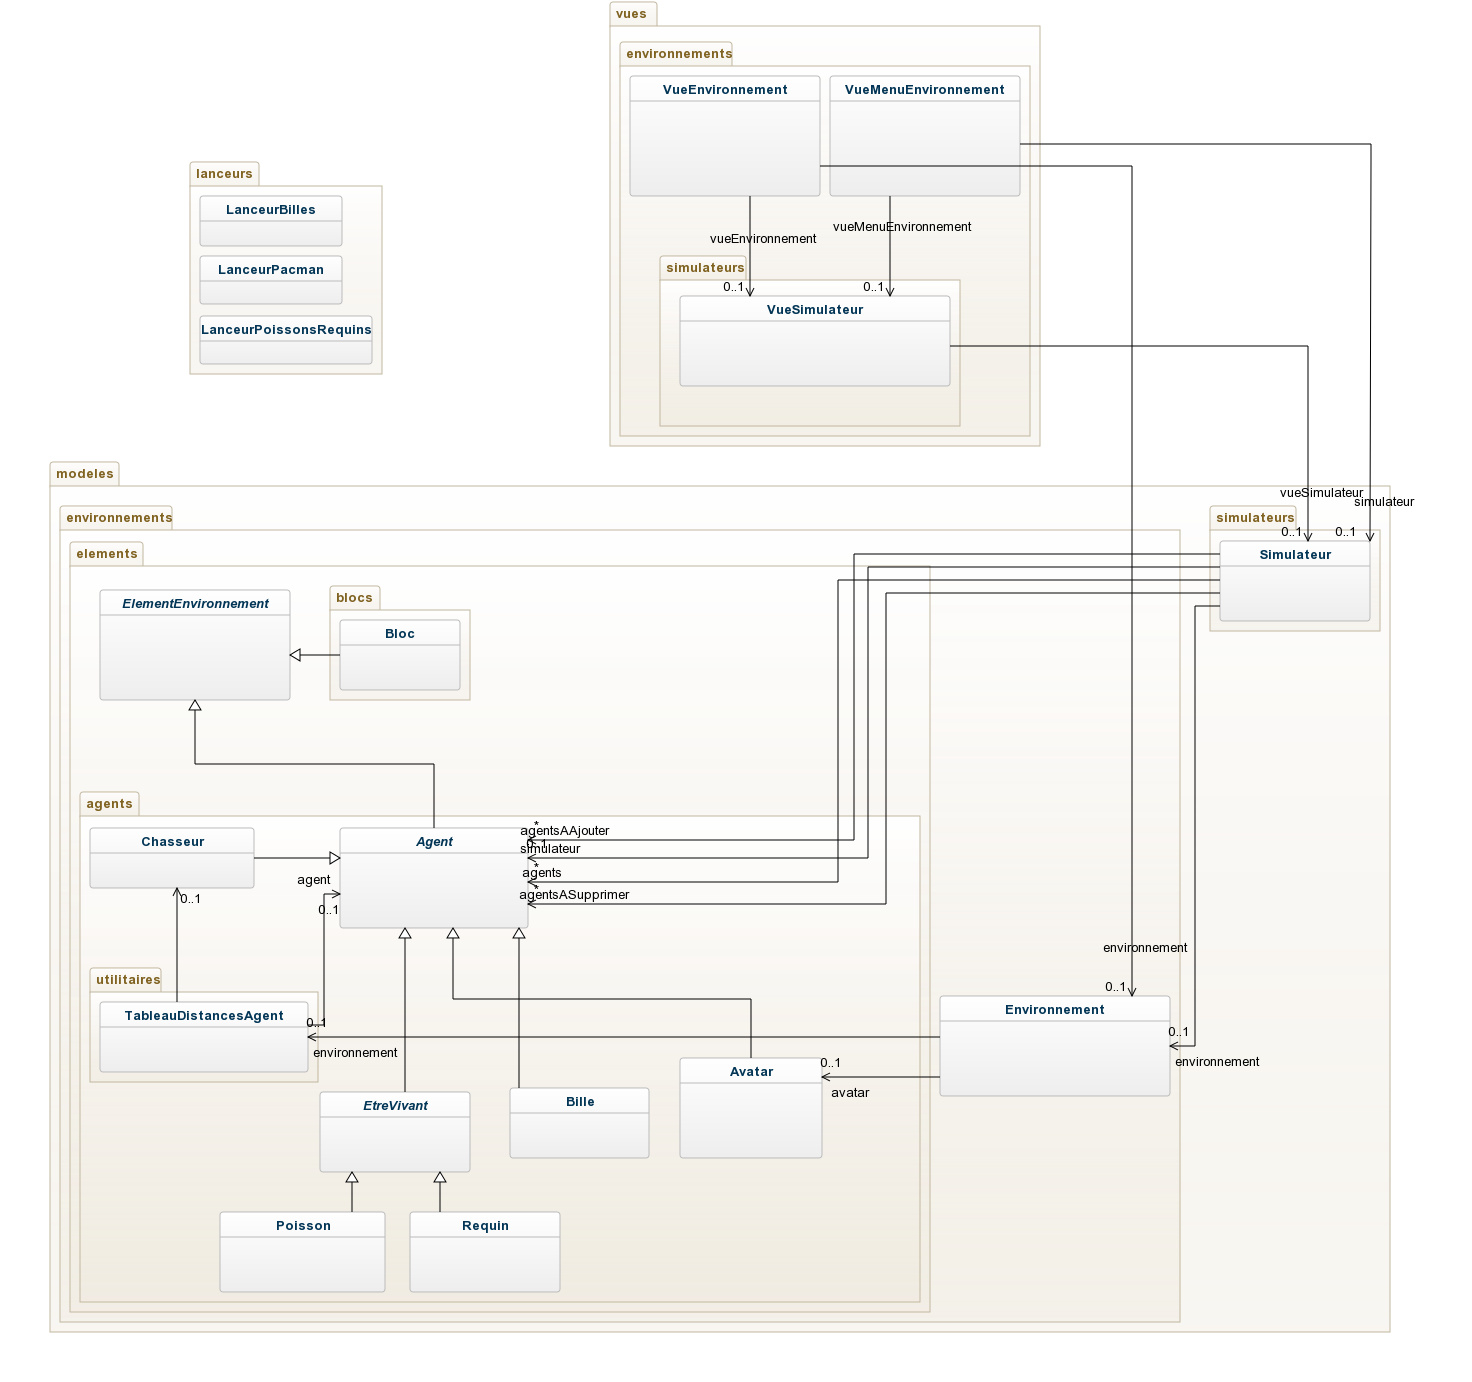 vues
environnements
VueEnvironnement
VueMenuEnvironnement
lanceurs
LanceurBilles
LanceurPacman
LanceurPoissonsRequins
vueMenuEnvironnement
vueEnvironnement
simulateurs
0..1
0..1
VueSimulateur
modeles
vueSimulateur
simulateur
environnements
simulateurs
0..1
0..1
elements
Simulateur
ElementEnvironnement
blocs
Bloc
agents
Chasseur
Agent
*
agentsAAjouter
0..1
simulateur
*
agents
*
agentsASupprimer
agent
0..1
0..1
environnement
utilitaires
0..1
TableauDistancesAgent
0..1
environnement
Environnement
0..1
environnement
0..1
Avatar
avatar
EtreVivant
Bille
Poisson
Requin